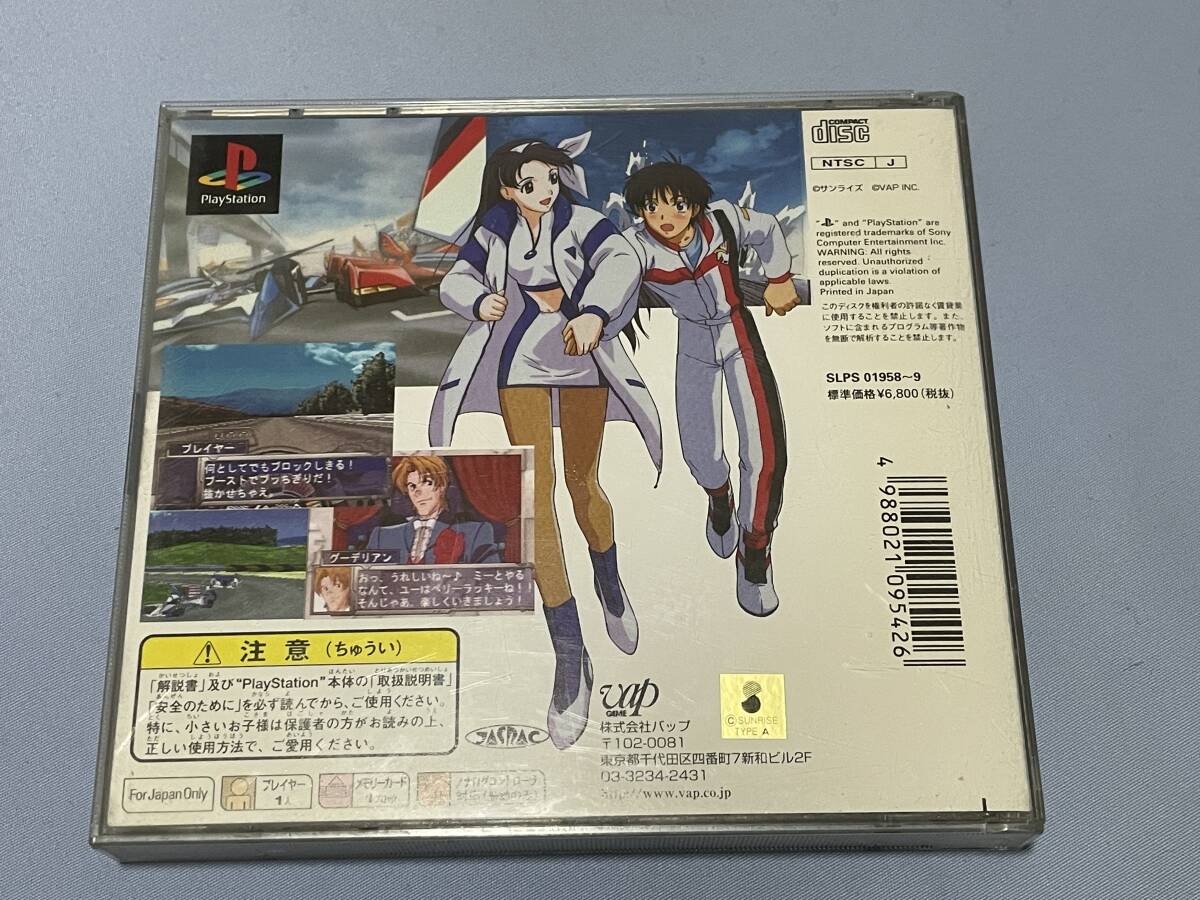 PlayStation
COMPACT
disc
NTSC J
©サンライズ ©VAP INC.
" " and "PlayStation" are
registered trademarks of Sony
Computer Entertainment Inc.
WARNING: All rights
reserved. Unauthorized
duplication is a violation of
applicable laws.
Printed in Japan
このディスクを権利者の許諾なく賃貸業
に使用することを禁止します。また、
ソフトに含まれるプログラム等著作物
を無断で解析することを禁止します。
SLPS 01958〜9
標準価格¥6,800(税抜)
4 988021 095426
プレイヤー
何としてでもブロックしきる!
ブーストでブッちぎりだ!
抜かせちゃえ。
グーデリアン
おっ、うれしいね〜♪ ミーとやる
なんて、ユーはベリーラッキーね!!
そんじゃあ、楽しくいきましょう!
注意(ちゅうい)
「解説書」及び"PlayStation"本体の「取扱説明書」
「安全のために」を必ず読んでから、ご使用ください。
特に、小さいお子様は保護者の方がお読みの上、
正しい使用方法で、ご愛用ください。
For Japan Only
プレイヤー
1人
メモリーカード
JASRAC
vap
GAME
株式会社バップ
〒102-0081
東京都千代田区四番町7新和ビル2F
03-3234-2431
http://www.vap.co.jp
© SUNRISE
TYPE A